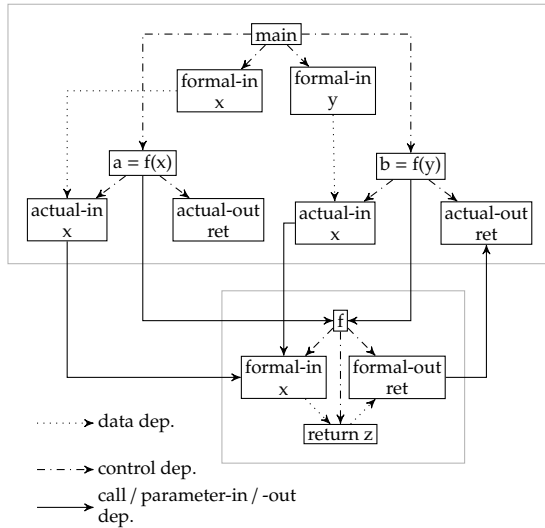 main
formal-in
x
formal-in
y
a = f(x)
b = f(y)
actual-in
x
actual-out
ret
actual-in
x
actual-out
ret
f
formal-in
x
formal-out
ret
return z
data dep.
control dep.
call / parameter-in / -out
dep.